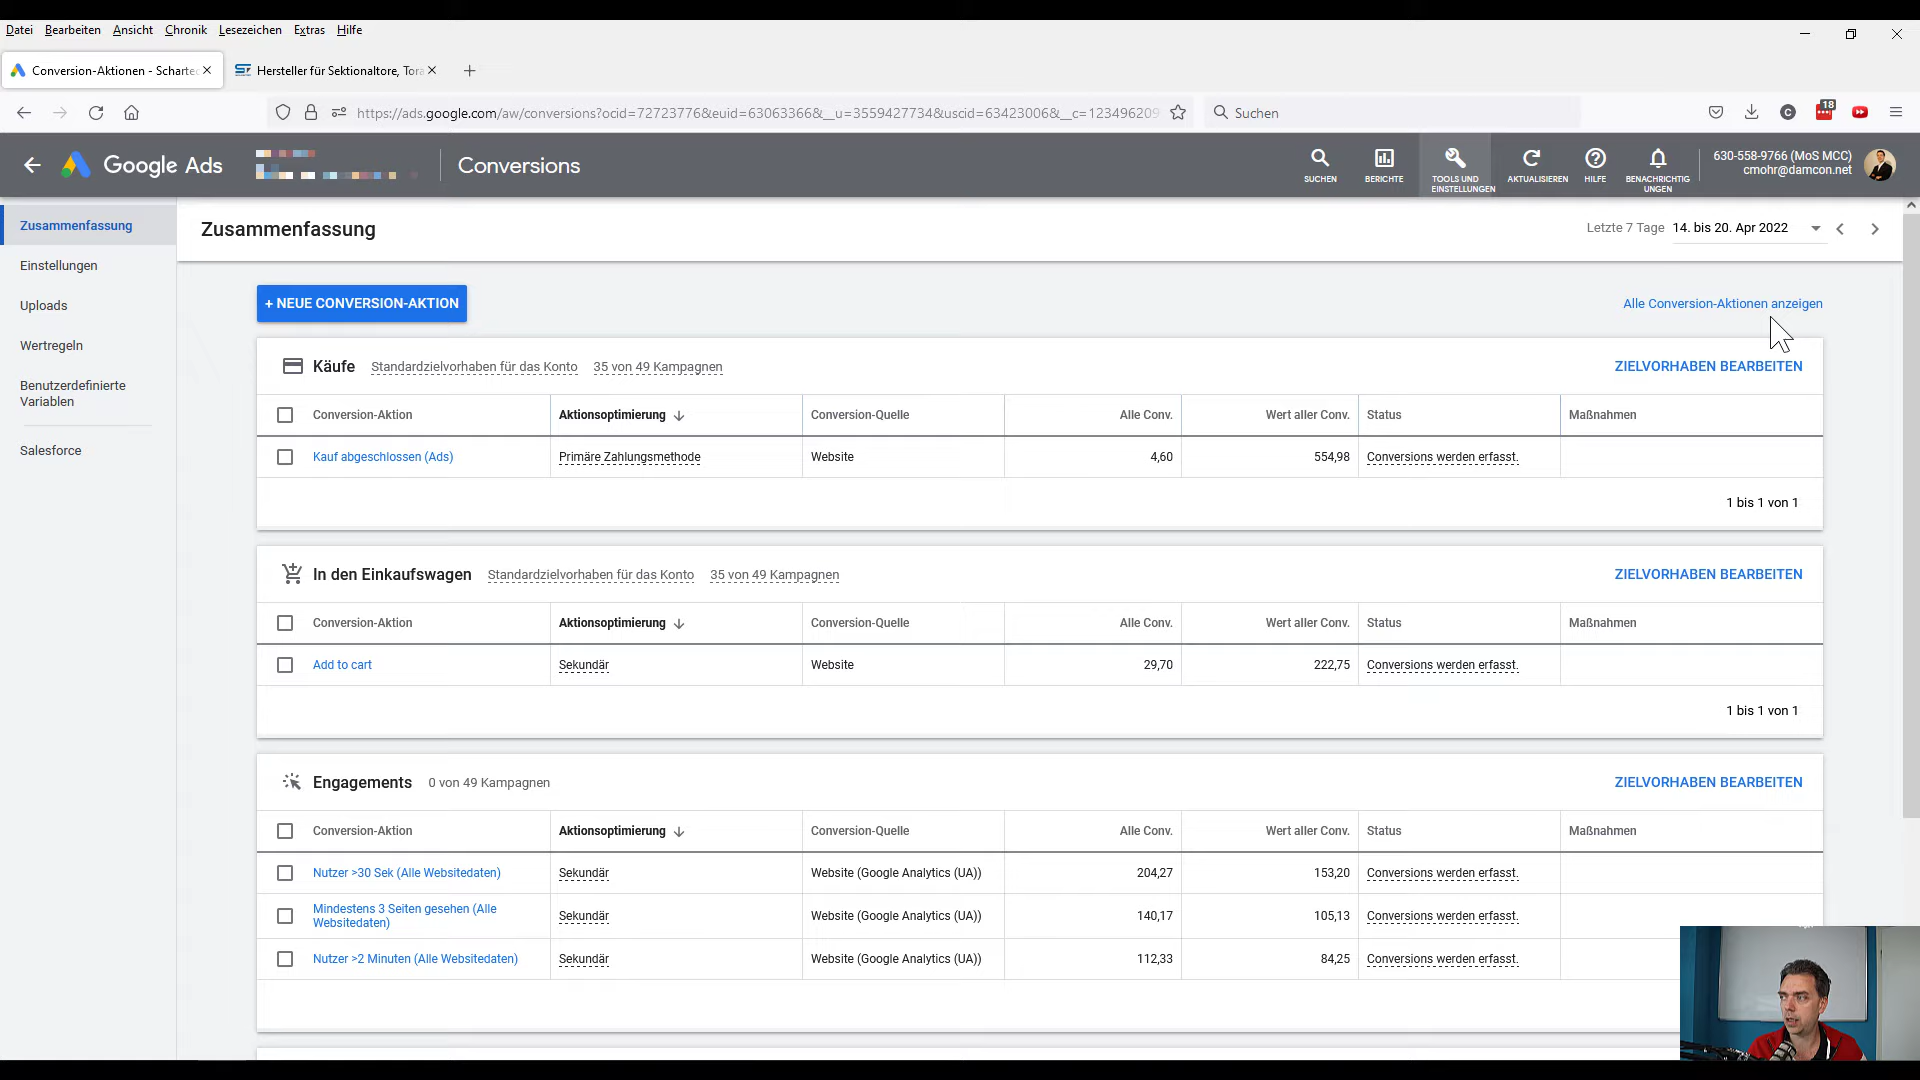 Datei Bearbeiten Ansicht Chronik Lesezeichen Extras Hilfe
Conversion-Aktionen - Schartec
Hersteller für Sektionaltore, Tora
https://ads.google.com/aw/conversions?ocid=72723776&euid=63063366&__u=3559427734&uscid=63423006&__c=123496209
Suchen
18
Google Ads
Conversions
SUCHEN
BERICHTE
TOOLS UND
EINSTELLUNGEN
AKTUALISIEREN
HILFE
BENACHRICHTIG
UNGEN
630-558-9766 (MoS MCC)
cmohr@damcon.net
Zusammenfassung
Einstellungen
Uploads
Wertregeln
Benutzerdefinierte
Variablen
Salesforce
Zusammenfassung
Letzte 7 Tage 14. bis 20. Apr 2022
+ NEUE CONVERSION-AKTION
Alle Conversion-Aktionen anzeigen
Käufe Standardzielvorhaben für das Konto 35 von 49 Kampagnen ZIELVORHABEN BEARBEITEN
Conversion-Aktion Aktionsoptimierung Conversion-Quelle Alle Conv. Wert aller Conv. Status Maßnahmen
Kauf abgeschlossen (Ads) Primäre Zahlungsmethode Website 4,60 554,98 Conversions werden erfasst.
1 bis 1 von 1
In den Einkaufswagen Standardzielvorhaben für das Konto 35 von 49 Kampagnen ZIELVORHABEN BEARBEITEN
Conversion-Aktion Aktionsoptimierung Conversion-Quelle Alle Conv. Wert aller Conv. Status Maßnahmen
Add to cart Sekundär Website 29,70 222,75 Conversions werden erfasst.
1 bis 1 von 1
Engagements 0 von 49 Kampagnen ZIELVORHABEN BEARBEITEN
Conversion-Aktion Aktionsoptimierung Conversion-Quelle Alle Conv. Wert aller Conv. Status Maßnahmen
Nutzer >30 Sek (Alle Websitedaten) Sekundär Website (Google Analytics (UA)) 204,27 153,20 Conversions werden erfasst.
Mindestens 3 Seiten gesehen (Alle
Websitedaten) Sekundär Website (Google Analytics (UA)) 140,17 105,13 Conversions werden erfasst.
Nutzer >2 Minuten (Alle Websitedaten) Sekundär Website (Google Analytics (UA)) 112,33 84,25 Conversions werden erfasst.